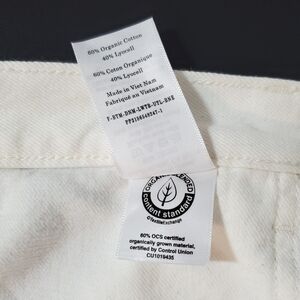 60% Organic Cotton
40% Lyocell
60% Coton Organique
40% Lyocell
Made in Viet Nam
Fabriqué au Vietnam
ORGANIC BLENDED
content standard
©TextileExchange
60% OCS certified
organically grown material,
certified by Control Union
CU1019435